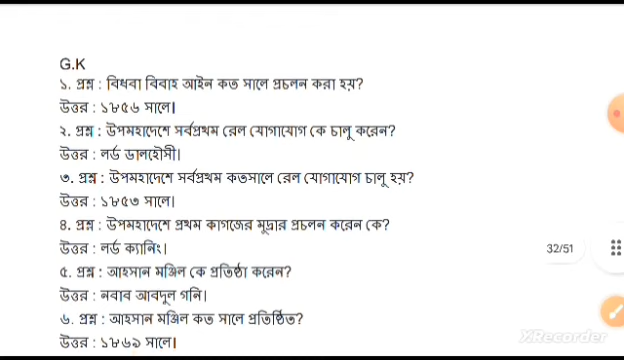 G.K
১. প্রশ্ন : বিধবা বিবাহ আইন কত সালে প্রচলন করা হয়?
উত্তর : ১৮৫৬ সালে|
২. প্রশ্ন : উপমহাদেশে সর্বপ্রথম রেল যোগাযোগ কে চালু করেন?
উত্তর : লর্ড ডালহৌসী|
৩. প্রশ্ন : উপমহাদেশে সর্বপ্রথম কতসালে রেল যোগাযোগ চালু হয়?
উত্তর : ১৮৫৩ সালে|
৪. প্রশ্ন : উপমহাদেশে প্রথম কাগজের মুদ্রার প্রচলন করেন কে?
উত্তর : লর্ড ক্যানিং|
32/51
৫. প্রশ্ন : আহসান মঞ্জিল কে প্রতিষ্ঠা করেন?
উত্তর : নবাব আবদুল গনি|
৬. প্রশ্ন : আহসান মঞ্জিল কত সালে প্রতিষ্ঠিত?
উত্তর : ১৮৬৯ সালে|
XRecorder